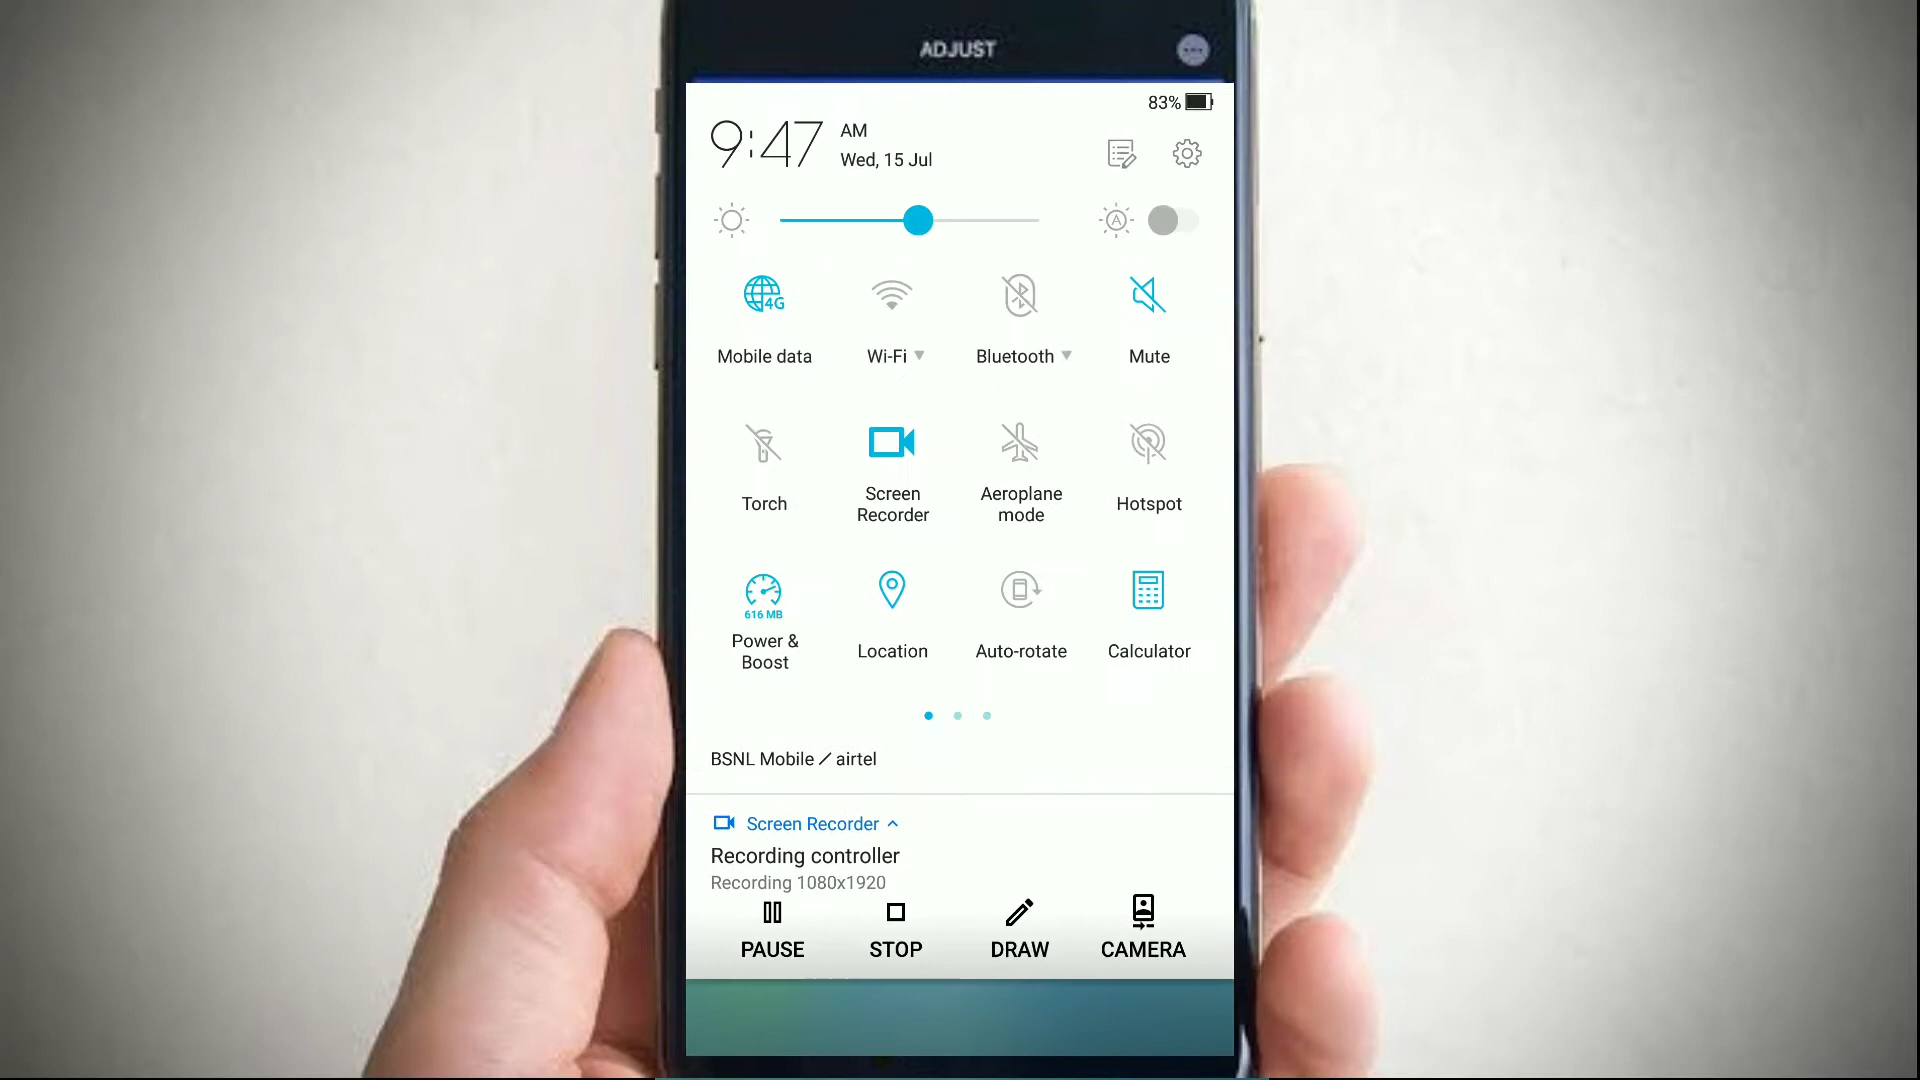 ADJUST
83%
9:47
AM
Wed, 15 Jul
A
4G
Mobile data
Wi-Fi
Bluetooth
Mute
Torch
Screen
Recorder
Aeroplane
mode
Hotspot
616 MB
Power &
Boost
Location
Auto-rotate
Calculator
BSNL Mobile / airtel
Screen Recorder
Recording controller
Recording 1080x1920
PAUSE
STOP
DRAW
CAMERA